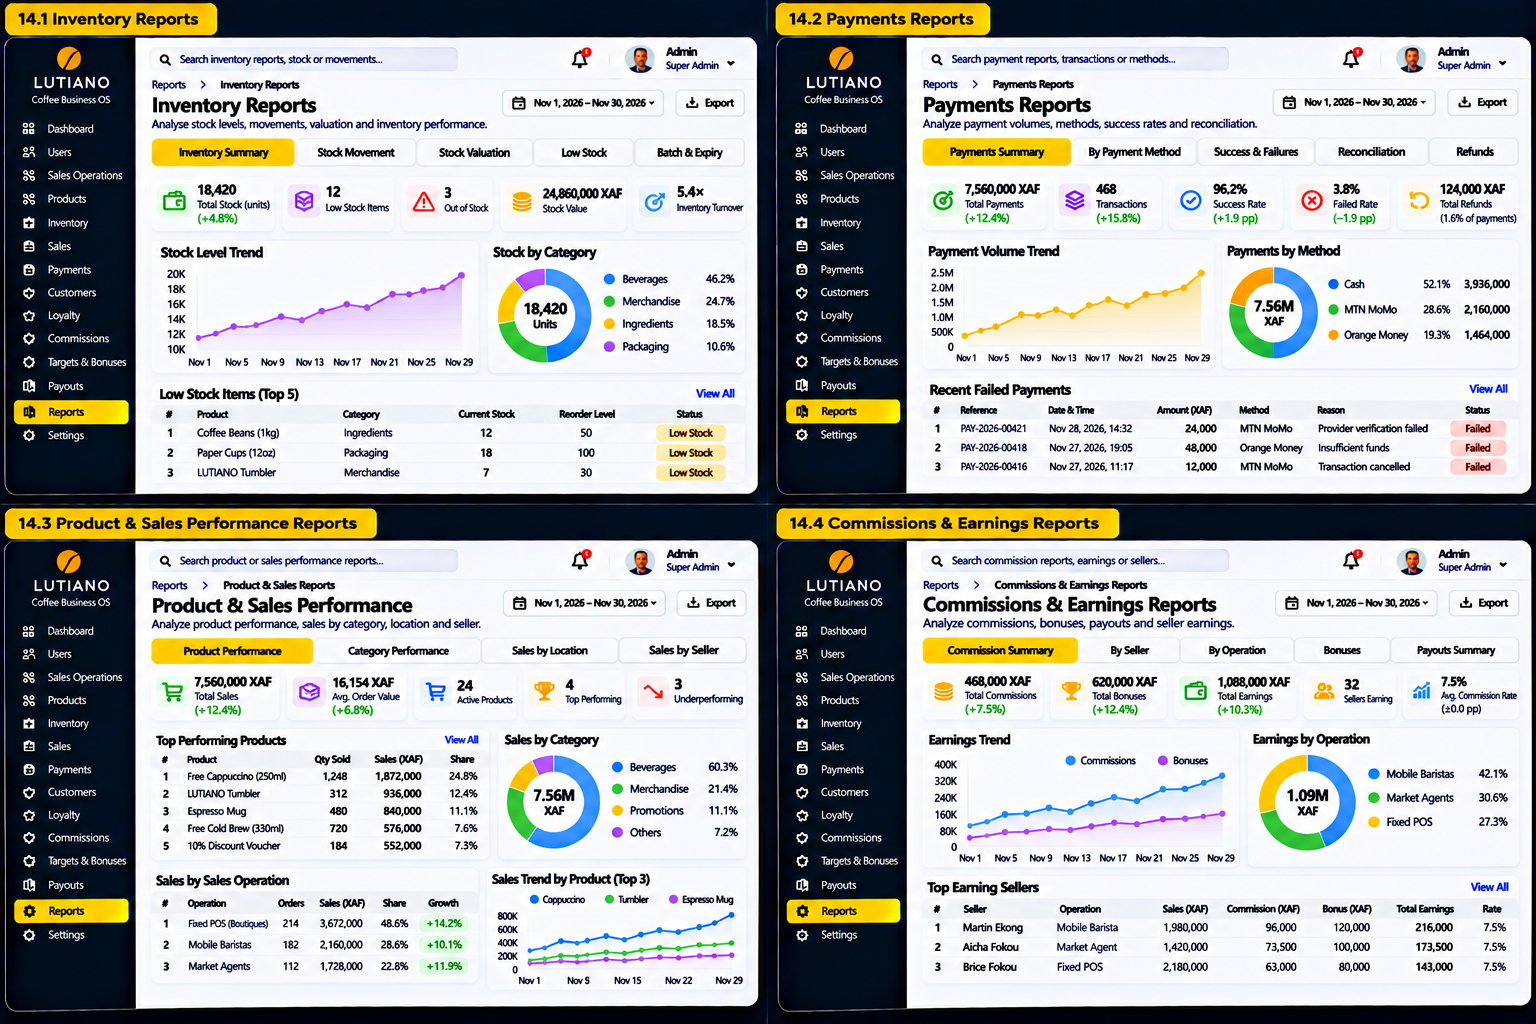 14.1 Inventory Reports
LUTIANO
Coffee Business OS
Dashboard
Users
Sales Operations
Products
Inventory
Sales
Payments
Customers
Loyalty
Commissions
Targets & Bonuses
Payouts
Reports
Settings
Search inventory reports, stock or movements...
Admin
Super Admin
Reports > Inventory Reports
Inventory Reports
Analyse stock levels, movements, valuation and inventory performance.
Nov 1, 2026 – Nov 30, 2026
Export
Inventory Summary Stock Movement Stock Valuation Low Stock Batch & Expiry
18,420
Total Stock (units)
(+4.8%)
12
Low Stock Items
3
Out of Stock
24,860,000 XAF
Stock Value
5.4×
Inventory Turnover
Stock Level Trend
20K
18K
16K
14K
12K
10K
Nov 1 Nov 5 Nov 9 Nov 13 Nov 17 Nov 21 Nov 25 Nov 29
Stock by Category
18,420
Units
Beverages 46.2%
Merchandise 24.7%
Ingredients 18.5%
Packaging 10.6%
Low Stock Items (Top 5) View All
# Product Category Current Stock Reorder Level Status
1 Coffee Beans (1kg) Ingredients 12 50 Low Stock
2 Paper Cups (12oz) Packaging 18 100 Low Stock
3 LUTIANO Tumbler Merchandise 7 30 Low Stock
14.2 Payments Reports
LUTIANO
Coffee Business OS
Dashboard
Users
Sales Operations
Products
Inventory
Sales
Payments
Customers
Loyalty
Commissions
Targets & Bonuses
Payouts
Reports
Settings
Search payment reports, transactions or methods...
Admin
Super Admin
Reports > Payments Reports
Payments Reports
Analyze payment volumes, methods, success rates and reconciliation.
Nov 1, 2026 – Nov 30, 2026
Export
Payments Summary By Payment Method Success & Failures Reconciliation Refunds
7,560,000 XAF
Total Payments
(+12.4%)
468
Transactions
(+15.8%)
96.2%
Success Rate
(+1.9 pp)
3.8%
Failed Rate
(−1.9 pp)
124,000 XAF
Total Refunds
(1.6% of payments)
Payment Volume Trend
2.5M
2.0M
1.5M
1.0M
500K
0
Nov 1 Nov 5 Nov 9 Nov 13 Nov 17 Nov 21 Nov 25 Nov 29
Payments by Method
7.56M
XAF
Cash 52.1% 3,936,000
MTN MoMo 28.6% 2,160,000
Orange Money 19.3% 1,464,000
Recent Failed Payments View All
# Reference Date & Time Amount (XAF) Method Reason Status
1 PAY-2026-00421 Nov 28, 2026, 14:32 24,000 MTN MoMo Provider verification failed Failed
2 PAY-2026-00418 Nov 27, 2026, 19:05 48,000 Orange Money Insufficient funds Failed
3 PAY-2026-00416 Nov 27, 2026, 11:17 12,000 MTN MoMo Transaction cancelled Failed
14.3 Product & Sales Performance Reports
LUTIANO
Coffee Business OS
Dashboard
Users
Sales Operations
Products
Inventory
Sales
Payments
Customers
Loyalty
Commissions
Targets & Bonuses
Payouts
Reports
Settings
Search product or sales performance reports...
Admin
Super Admin
Reports > Product & Sales Reports
Product & Sales Performance
Analyze product performance, sales by category, location and seller.
Nov 1, 2026 – Nov 30, 2026
Export
Product Performance Category Performance Sales by Location Sales by Seller
7,560,000 XAF
Total Sales
(+12.4%)
16,154 XAF
Avg. Order Value
(+6.8%)
24
Active Products
4
Top Performing
3
Underperforming
Top Performing Products View All
# Product Qty Sold Sales (XAF) Share
1 Free Cappuccino (250ml) 1,248 1,872,000 24.8%
2 LUTIANO Tumbler 312 936,000 12.4%
3 Espresso Mug 480 840,000 11.1%
4 Free Cold Brew (330ml) 720 576,000 7.6%
5 10% Discount Voucher 184 552,000 7.3%
Sales by Category
7.56M
XAF
Beverages 60.3%
Merchandise 21.4%
Promotions 11.1%
Others 7.2%
Sales by Sales Operation
# Operation Orders Sales (XAF) Share Growth
1 Fixed POS (Boutiques) 214 3,672,000 48.6% +14.2%
2 Mobile Baristas 182 2,160,000 28.6% +10.1%
3 Market Agents 112 1,728,000 22.8% +11.9%
Sales Trend by Product (Top 3)
Cappuccino Tumbler Espresso Mug
800K
600K
400K
200K
0
Nov 1 Nov 5 Nov 15 Nov 22 Nov 29
14.4 Commissions & Earnings Reports
LUTIANO
Coffee Business OS
Dashboard
Users
Sales Operations
Products
Inventory
Sales
Payments
Customers
Loyalty
Commissions
Targets & Bonuses
Payouts
Reports
Settings
Search commission reports, earnings or sellers...
Admin
Super Admin
Reports > Commissions & Earnings Reports
Commissions & Earnings Reports
Analyze commissions, bonuses, payouts and seller earnings.
Nov 1, 2026 – Nov 30, 2026
Export
Commission Summary By Seller By Operation Bonuses Payouts Summary
468,000 XAF
Total Commissions
(+7.5%)
620,000 XAF
Total Bonuses
(+12.4%)
1,088,000 XAF
Total Earnings
(+10.3%)
32
Sellers Earning
7.5%
Avg. Commission Rate
(±0.0 pp)
Earnings Trend
Commissions Bonuses
400K
320K
240K
160K
80K
0
Nov 1 Nov 5 Nov 9 Nov 13 Nov 17 Nov 21 Nov 25 Nov 29
Earnings by Operation
1.09M
XAF
Mobile Baristas 42.1%
Market Agents 30.6%
Fixed POS 27.3%
Top Earning Sellers View All
# Seller Operation Sales (XAF) Commission (XAF) Bonus (XAF) Total Earnings Rate
1 Martin Ekong Mobile Barista 1,980,000 96,000 120,000 216,000 7.5%
2 Aicha Fokou Market Agent 1,420,000 73,500 100,000 173,500 7.5%
3 Brice Fokou Fixed POS 2,180,000 63,000 80,000 143,000 7.5%